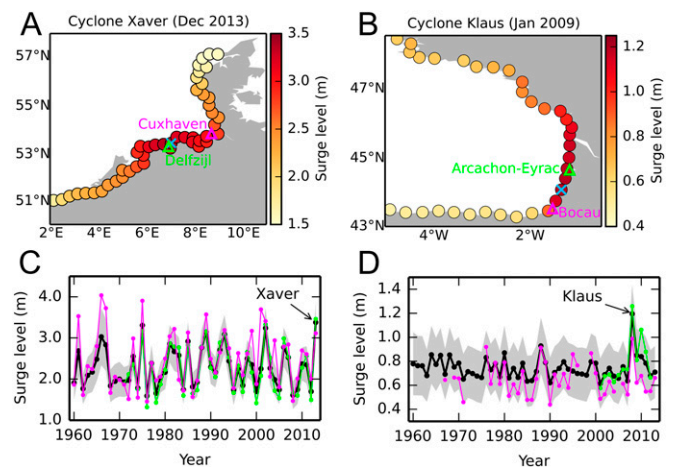 A
Cyclone Xaver (Dec 2013)
57°N
55°N
53°N
51°N
2°E 4°E 6°E 8°E 10°E
Cuxhaven
Delfziji
3.5
3.0
2.5
2.0
1.5
Surge level (m)
B
Cyclone Klaus (Jan 2009)
47°N
45°N
43°N
4°W 2°W
Arcachon-Eyrac
Bocau
1.2
1.0
0.8
0.6
0.4
Surge level (m)
C
Surge level (m)
4.0
3.0
2.0
1.0
Xaver
1960 1970 1980 1990 2000 2010
Year
D
Surge level (m)
1.4
1.2
1.0
0.8
0.6
0.4
Klaus
1960 1970 1980 1990 2000 2010
Year